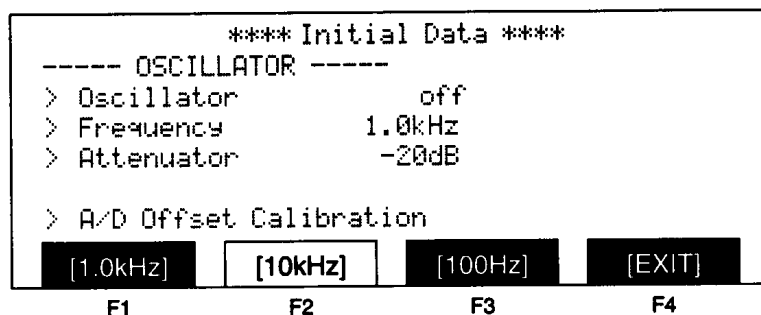 **** Initial Data ****
----- OSCILLATOR -----
> Oscillator off
> Frequency 1.0kHz
> Attenuator -20dB
> A/D Offset Calibration
[1.0kHz] [10kHz] [100Hz] [EXIT]
F1 F2 F3 F4